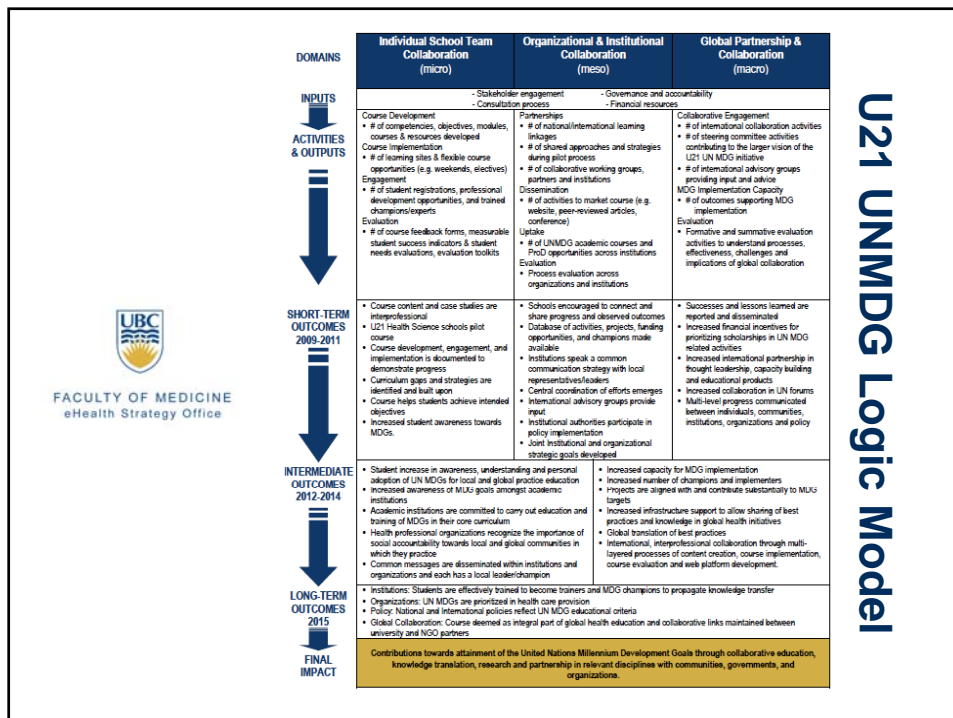 DOMAINS
Individual School Team
Collaboration
(micro)
Organizational & Institutional
Collaboration
(meso)
Global Partnership &
Collaboration
(macro)
INPUTS
- Stakeholder engagement
- Consultation process
- Governance and accountability
- Financial resources
ACTIVITIES
& OUTPUTS
Course Development
• # of competencies, objectives, modules,
courses & resources developed
Course Implementation
• # of learning sites & flexible course
opportunities (e.g. weekends, electives)
Engagement
• # of student registrations, professional
development opportunities, and trained
champions/experts
Evaluation
• # of course feedback forms, measurable
student success indicators & student
needs evaluations, evaluation toolkits
Partnerships
• # of national/international learning
linkages
• # of shared approaches and strategies
during pilot process
• # of collaborative working groups,
partners and institutions
Dissemination
• # of activities to market course (e.g.
website, peer-reviewed articles,
conference)
Uptake
• # of UNMDG academic courses and
ProD opportunities across institutions
Evaluation
• Process evaluation across
organizations and institutions
Collaborative Engagement
• # of international collaboration activities
• # of steering committee activities
contributing to the larger vision of the
U21 UN MDG initiative
• # of international advisory groups
providing input and advice
MDG Implementation Capacity
• # of outcomes supporting MDG
implementation
Evaluation
• Formative and summative evaluation
activities to understand processes,
effectiveness, challenges and
implications of global collaboration
SHORT-TERM
OUTCOMES
2009-2011
• Course content and case studies are
interprofessional
• U21 Health Science schools pilot
course
• Course development, engagement, and
implementation is documented to
demonstrate progress
• Curriculum gaps and strategies are
identified and built upon
• Course helps students achieve intended
objectives
• Increased student awareness towards
MDGs.
• Schools encouraged to connect and
share progress and observed outcomes
• Database of activities, projects, funding
opportunities, and champions made
available
• Institutions speak a common
communication strategy with local
representatives/leaders
• Central coordination of efforts emerges
• International advisory groups provide
input
• Institutional authorities participate in
policy implementation
• Joint Institutional and organizational
strategic goals developed
• Successes and lessons learned are
reported and disseminated
• Increased financial incentives for
prioritizing scholarships in UN MDG
related activities
• Increased international partnership in
thought leadership, capacity building
and educational products
• Increased collaboration in UN forums
• Multi-level progress communicated
between individuals, communities,
institutions, organizations and policy
INTERMEDIATE
OUTCOMES
2012-2014
• Student increase in awareness, understanding and personal
adoption of UN MDGs for local and global practice education
• Increased awareness of MDG goals amongst academic
institutions
• Academic institutions are committed to carry out education and
training of MDGs in their core curriculum
• Health professional organizations recognize the importance of
social accountability towards local and global communities in
which they practice
• Common messages are disseminated within institutions and
organizations and each has a local leader/champion
• Increased capacity for MDG implementation
• Increased number of champions and implementers
• Projects are aligned with and contribute substantially to MDG
targets
• Increased infrastructure support to allow sharing of best
practices and knowledge in global health initiatives
• Global translation of best practices
• International, interprofessional collaboration through multi-
layered processes of content creation, course implementation,
course evaluation and web platform development.
LONG-TERM
OUTCOMES
2015
• Institutions: Students are effectively trained to become trainers and MDG champions to propagate knowledge transfer
• Organizations: UN MDGs are prioritized in health care provision
• Policy: National and International policies reflect UN MDG educational criteria
• Global Collaboration: Course deemed as integral part of global health education and collaborative links maintained between
university and NGO partners
FINAL
IMPACT
Contributions towards attainment of the United Nations Millennium Development Goals through collaborative education,
knowledge translation, research and partnership in relevant disciplines with communities, governments, and
organizations.
UBC
FACULTY OF MEDICINE
eHealth Strategy Office
U21 UNMDG Logic Model